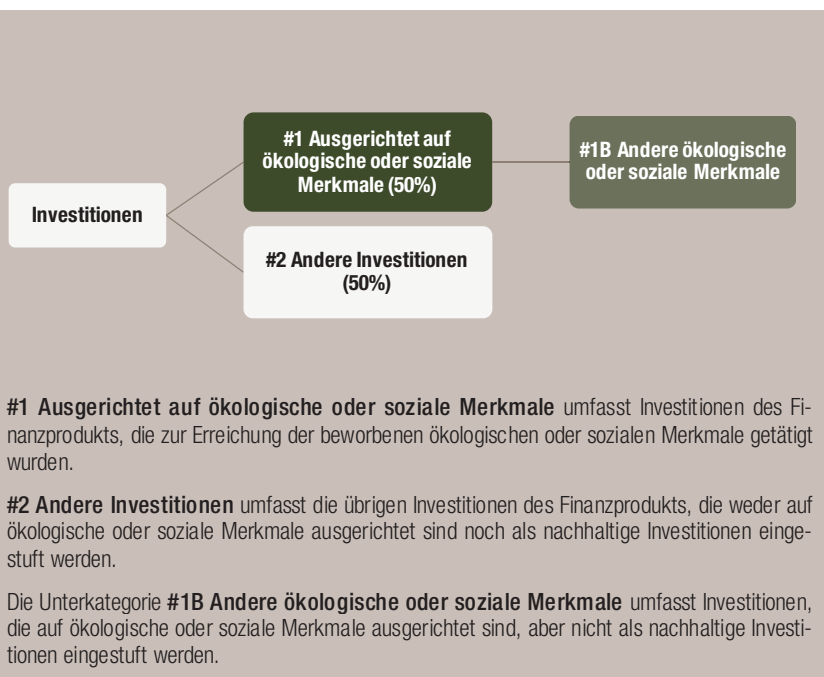 #1 Ausgerichtet auf
ökologische oder soziale
Merkmale (50%)
#1B Andere ökologische
oder soziale Merkmale
Investitionen
#2 Andere Investitionen
(50%)
#1 Ausgerichtet auf ökologische oder soziale Merkmale umfasst Investitionen des Fi-
nanzprodukts, die zur Erreichung der beworbenen ökologischen oder sozialen Merkmale getätigt
wurden.
#2 Andere Investitionen umfasst die übrigen Investitionen des Finanzprodukts, die weder auf
ökologische oder soziale Merkmale ausgerichtet sind noch als nachhaltige Investitionen einge-
stuft werden.
Die Unterkategorie #1B Andere ökologische oder soziale Merkmale umfasst Investitionen,
die auf ökologische oder soziale Merkmale ausgerichtet sind, aber nicht als nachhaltige Investi-
tionen eingestuft werden.